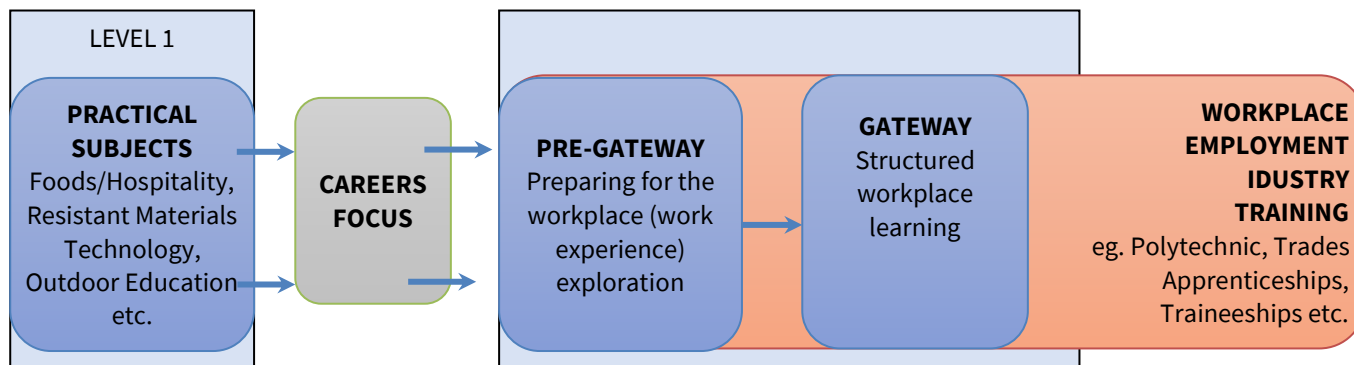 LEVEL 1
PRACTICAL
SUBJECTS
Foods/Hospitality,
Resistant Materials
Technology,
Outdoor Education
etc.
CAREERS
FOCUS
PRE-GATEWAY
Preparing for the
workplace (work
experience)
exploration
GATEWAY
Structured
workplace
learning
WORKPLACE
EMPLOYMENT
IDUSTRY
TRAINING
eg. Polytechnic, Trades
Apprenticeships,
Traineeships etc.